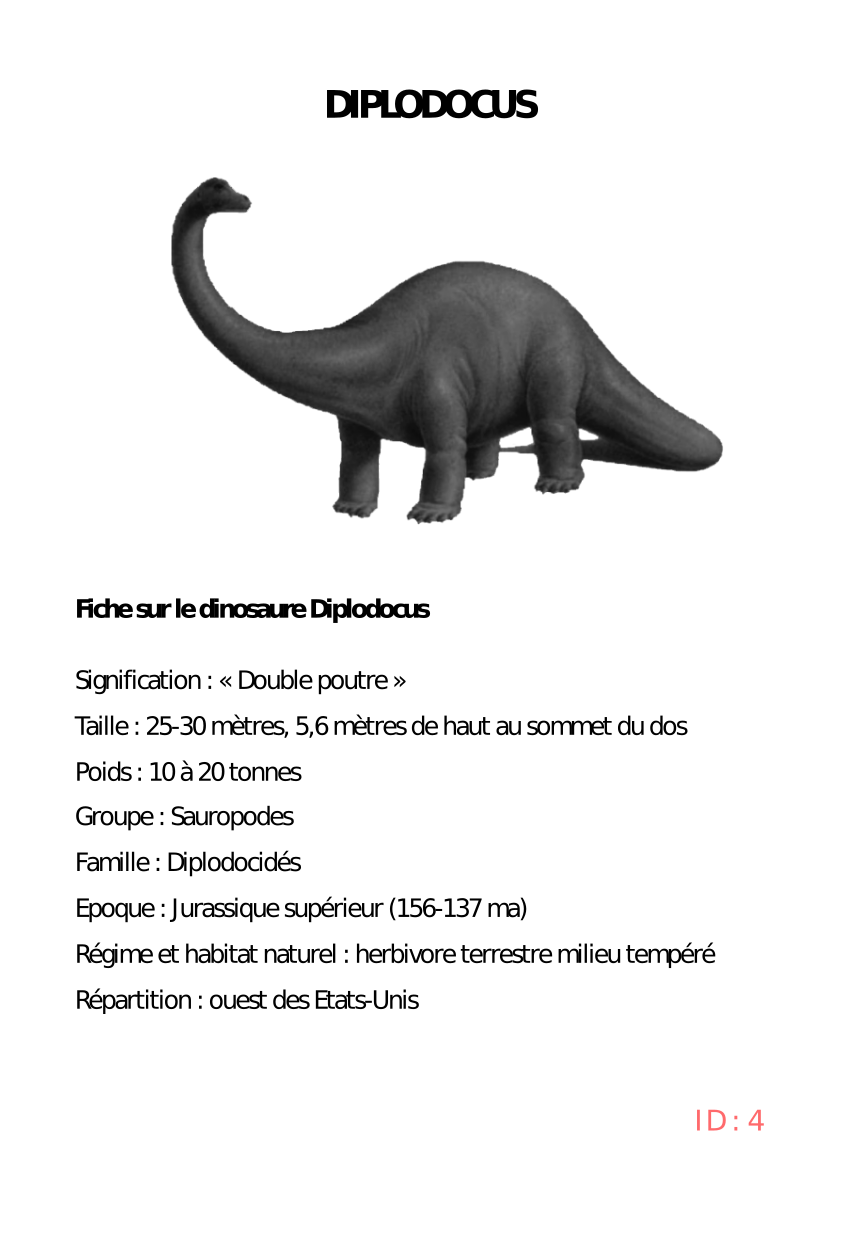 DIPLODOCUS
Fiche sur le dinosaure Diplodocus
Signification : « Double poutre »
Taille : 25-30 mètres, 5,6 mètres de haut au sommet du dos
Poids : 10 à 20 tonnes
Groupe : Sauropodes
Famille : Diplodocidés
Epoque : Jurassique supérieur (156-137 ma)
Régime et habitat naturel : herbivore terrestre milieu tempéré
Répartition : ouest des Etats-Unis
ID : 4